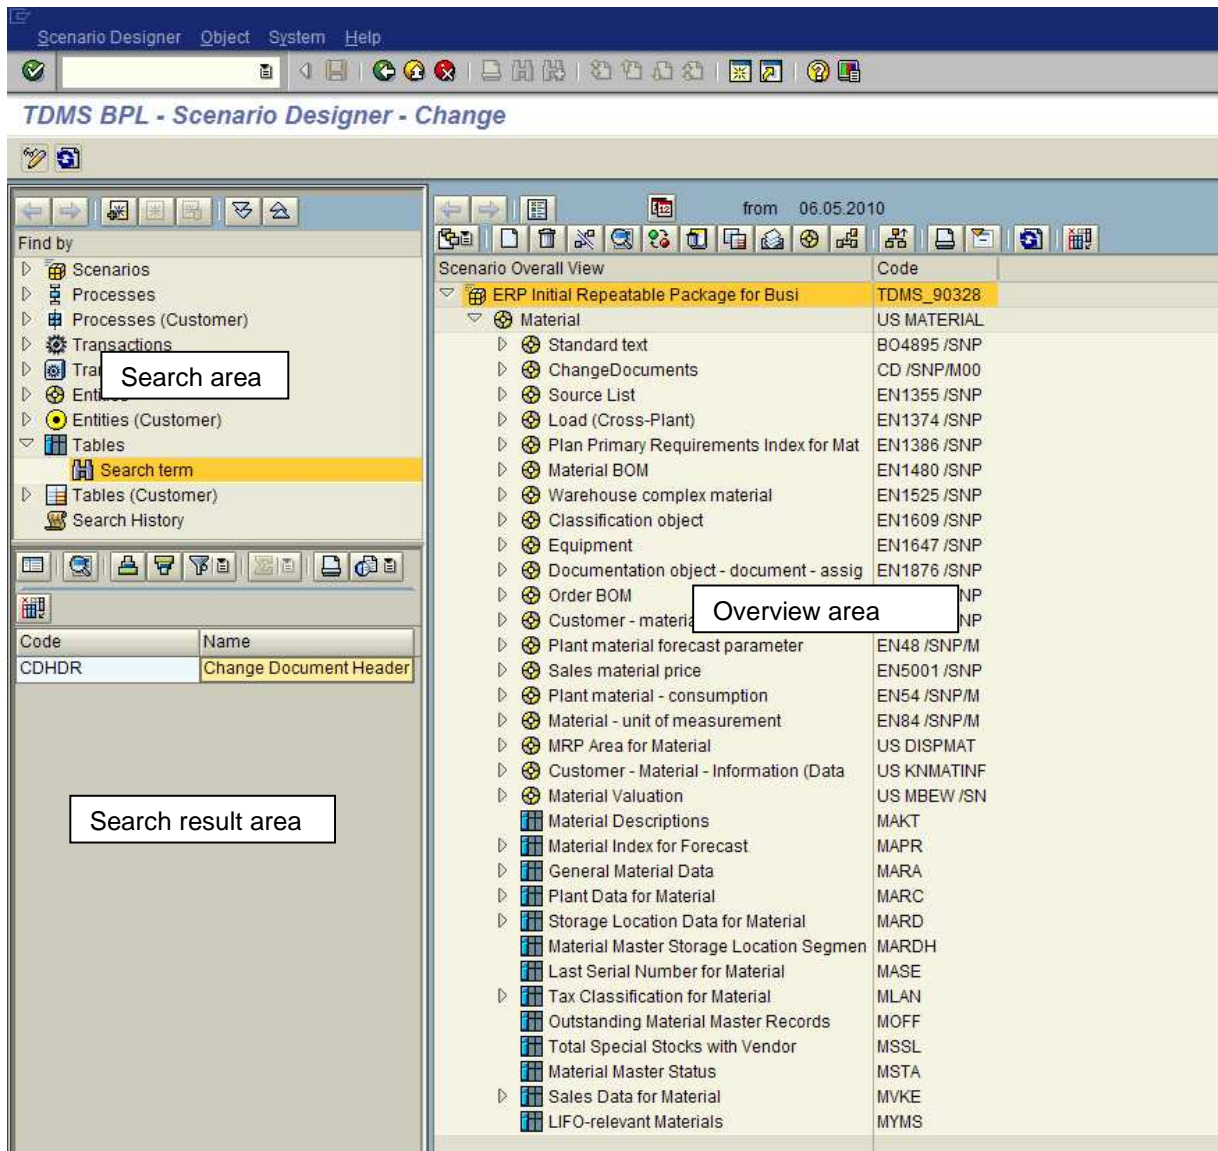 Scenario Designer Object System Help
TDMS BPL - Scenario Designer - Change
from 06.05.2010
Find by
Scenarios
Processes
Processes (Customer)
Transactions
Tra
Search area
Entities
Entities (Customer)
Tables
Search term
Tables (Customer)
Search History
Code Name
CDHDR Change Document Header
Search result area
Scenario Overall View Code
ERP Initial Repeatable Package for Busi TDMS_90328
Material US MATERIAL
Standard text BO4895 /SNP
ChangeDocuments CD /SNP/M00
Source List EN1355 /SNP
Load (Cross-Plant) EN1374 /SNP
Plan Primary Requirements Index for Mat EN1386 /SNP
Material BOM EN1480 /SNP
Warehouse complex material EN1525 /SNP
Classification object EN1609 /SNP
Equipment EN1647 /SNP
Documentation object - document - assig EN1876 /SNP
Order BOM NP
Overview area
Customer - materia NP
Plant material forecast parameter EN48 /SNP/M
Sales material price EN5001 /SNP
Plant material - consumption EN54 /SNP/M
Material - unit of measurement EN84 /SNP/M
MRP Area for Material US DISPMAT
Customer - Material - Information (Data US KNMATINF
Material Valuation US MBEW /SN
Material Descriptions MAKT
Material Index for Forecast MAPR
General Material Data MARA
Plant Data for Material MARC
Storage Location Data for Material MARD
Material Master Storage Location Segmen MARDH
Last Serial Number for Material MASE
Tax Classification for Material MLAN
Outstanding Material Master Records MOFF
Total Special Stocks with Vendor MSSL
Material Master Status MSTA
Sales Data for Material MVKE
LIFO-relevant Materials MYMS